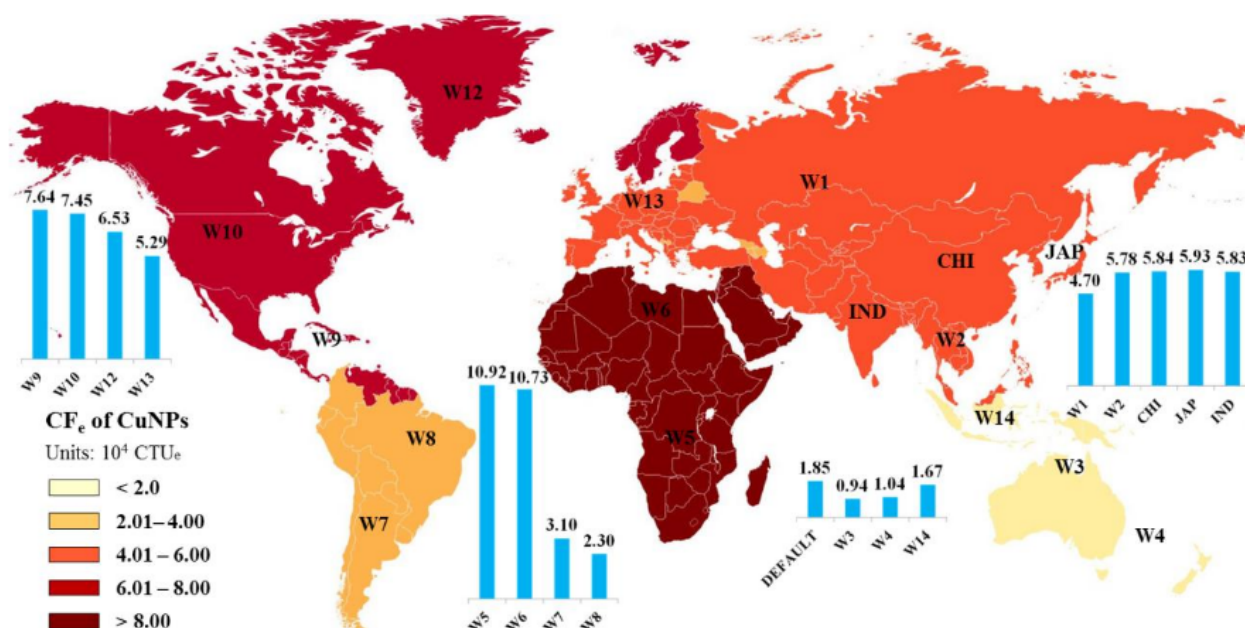 W12
W10
W9
W8
W7
W13
W1
CHI
JAP
IND
W2
W6
W5
W14
W3
W4
7.64
7.45
6.53
5.29
W9
W10
W12
W13
CFe of CuNPs
Units: 10⁴ CTUe
< 2.0
2.01–4.00
4.01 – 6.00
6.01 – 8.00
> 8.00
10.92
10.73
3.10
2.30
W5
W6
W7
W8
1.85
0.94
1.04
1.67
DEFAULT
W3
W4
W14
4.70
5.78
5.84
5.93
5.83
W1
W2
CHI
JAP
IND